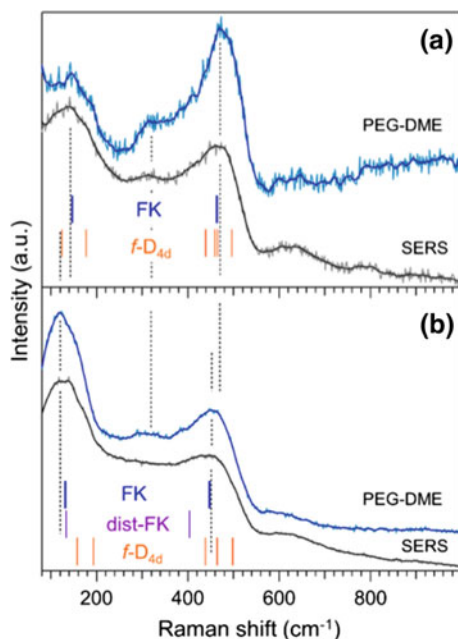 (a)
PEG-DME
FK
f-D4d
SERS
Intensity (a.u.)
(b)
FK
PEG-DME
dist-FK
SERS
f-D4d
200 400 600 800
Raman shift (cm-1)